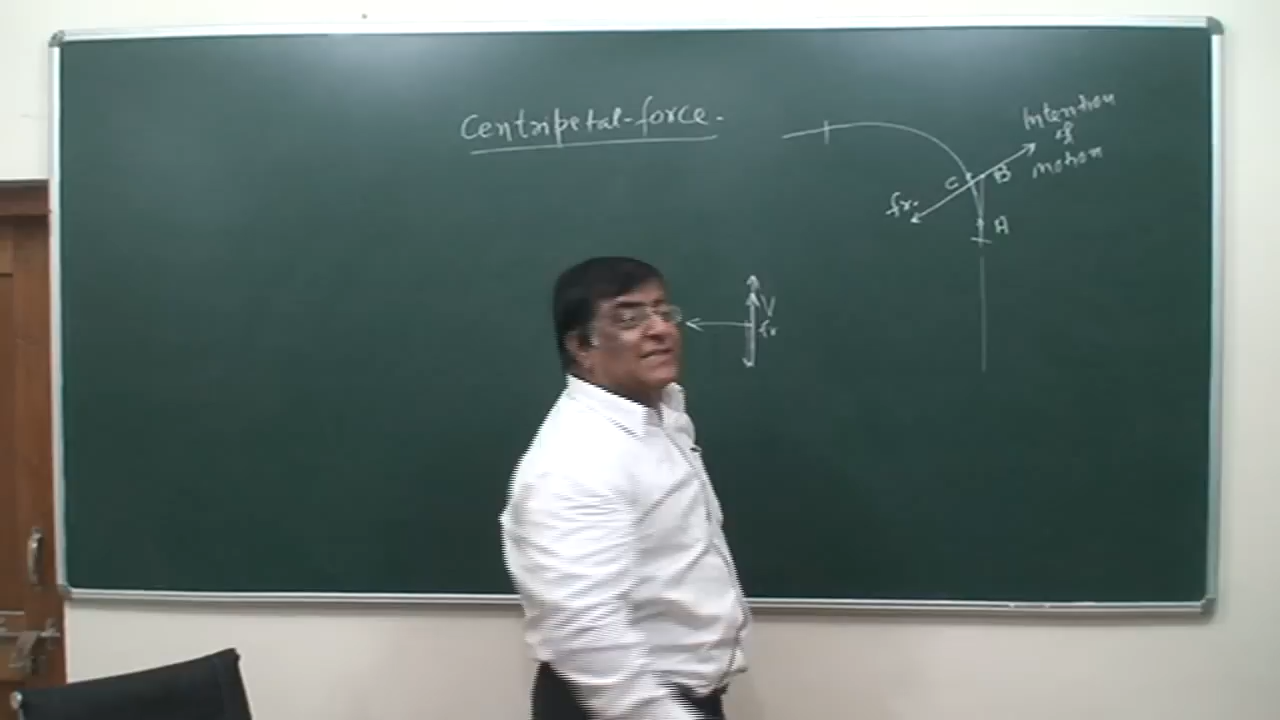 Centripetal-force.
Intention
of
motion
C
B
fr.
A
V
fr